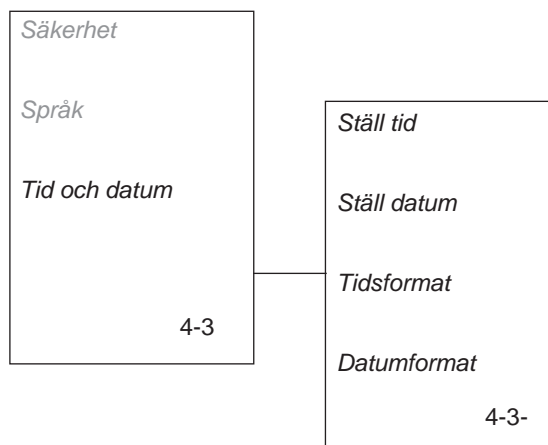 Säkerhet
Språk
Tid och datum
4-3
Ställ tid
Ställ datum
Tidsformat
Datumformat
4-3-